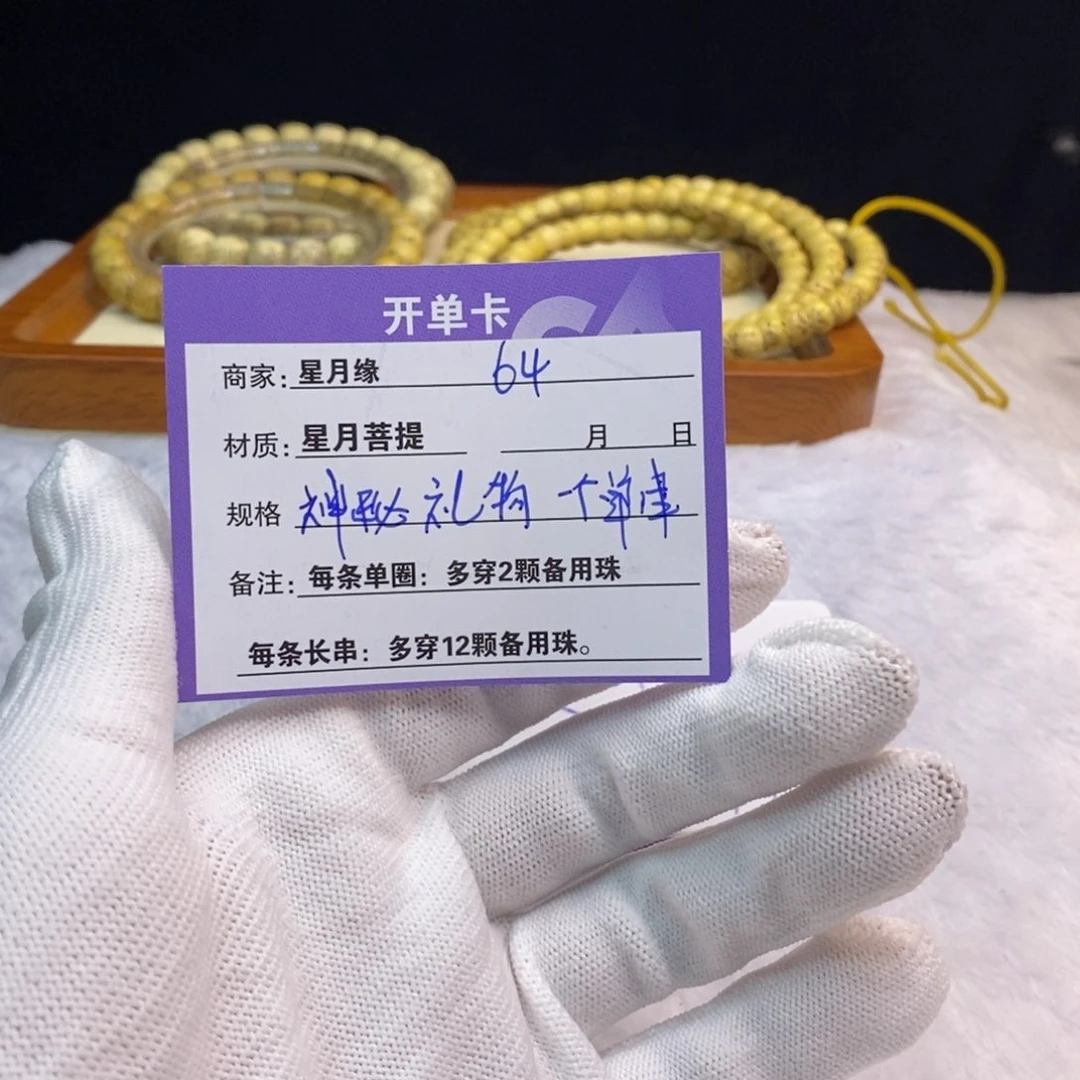 开单卡
商家：星月缘 64
材质：星月菩提 月 日
规格 神秘礼物
备注：每条单圈：多穿2颗备用珠
每条长串：多穿12颗备用珠。